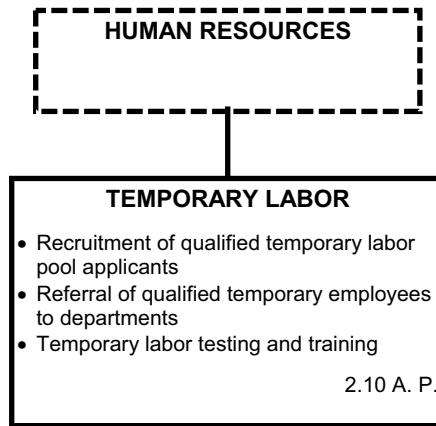 HUMAN RESOURCES
TEMPORARY LABOR
• Recruitment of qualified temporary labor
pool applicants
• Referral of qualified temporary employees
to departments
• Temporary labor testing and training
2.10 A. P.